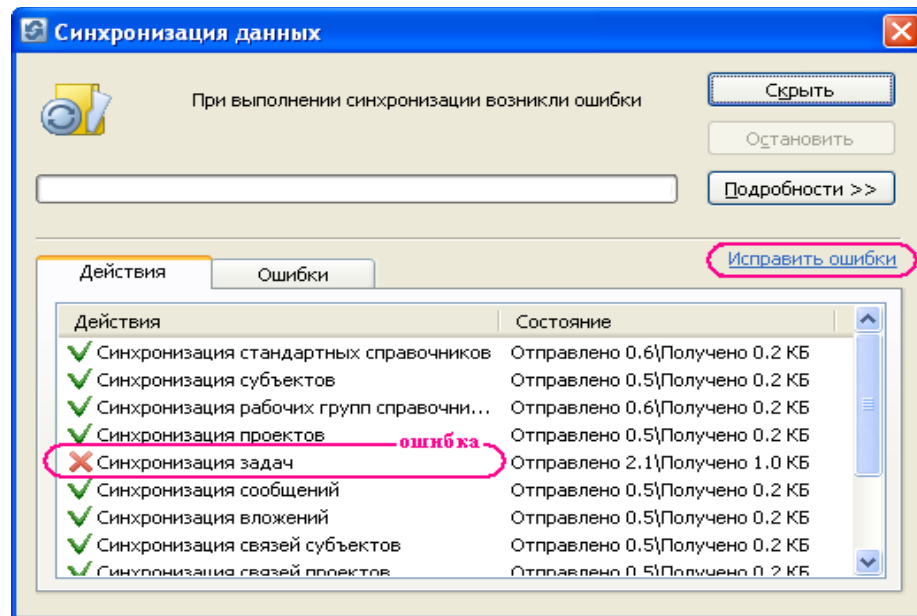 Синхронизация данных
При выполнении синхронизации возникли ошибки
Скрыть
Остановить
Подробности >>
Исправить ошибки
Действия Ошибки
Действия Состояние
Синхронизация стандартных справочников Отправлено 0.6\Получено 0.2 КБ
Синхронизация субъектов Отправлено 0.5\Получено 0.2 КБ
Синхронизация рабочих групп справочни... Отправлено 0.6\Получено 0.2 КБ
Синхронизация проектов Отправлено 0.5\Получено 0.2 КБ
ошибка
Синхронизация задач Отправлено 2.1\Получено 1.0 КБ
Синхронизация сообщений Отправлено 0.5\Получено 0.2 КБ
Синхронизация вложений Отправлено 0.5\Получено 0.2 КБ
Синхронизация связей субъектов Отправлено 0.5\Получено 0.2 КБ
Синхронизация связей проектов Отправлено 0.5\Получено 0.2 КБ